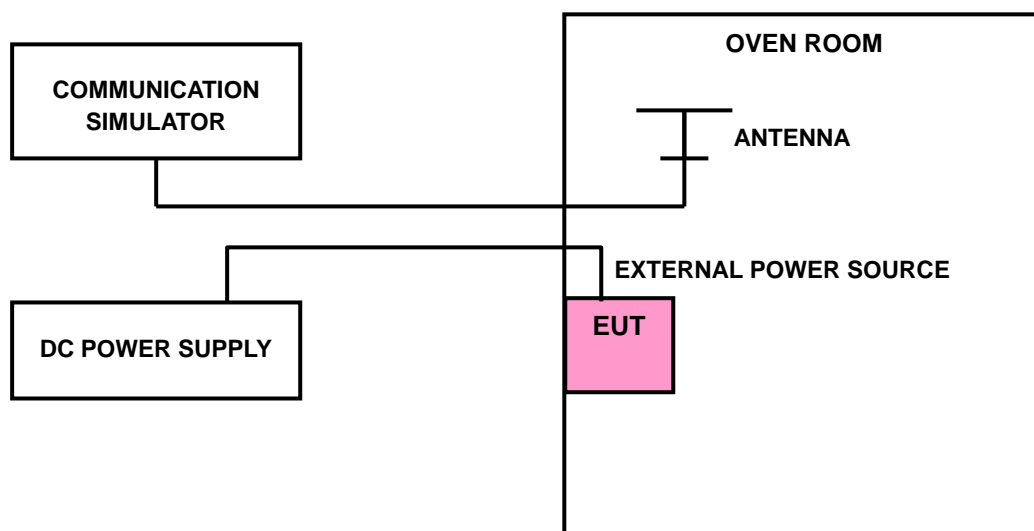 OVEN ROOM
COMMUNICATION
SIMULATOR
ANTENNA
EXTERNAL POWER SOURCE
EUT
DC POWER SUPPLY